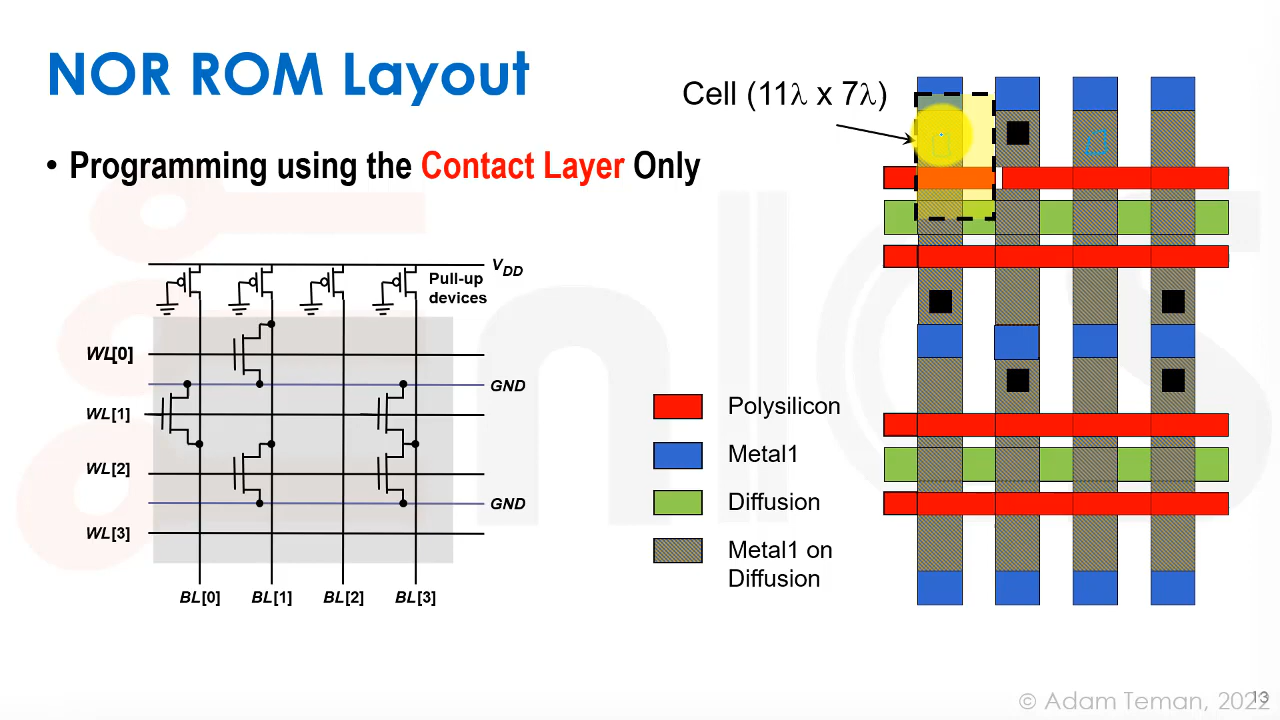 NOR ROM Layout
• Programming using the Contact Layer Only
Cell (11λ x 7λ)
VDD
Pull-up
devices
WL[0]
GND
WL[1]
WL[2]
GND
WL[3]
BL[0] BL[1] BL[2] BL[3]
Polysilicon
Metal1
Diffusion
Metal1 on
Diffusion
© Adam Teman, 2022
13